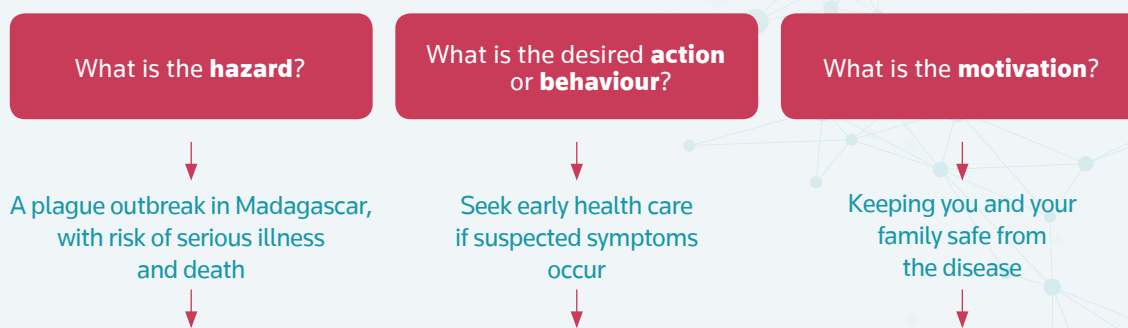 What is the hazard?
What is the desired action
or behaviour?
What is the motivation?
A plague outbreak in Madagascar,
with risk of serious illness
and death
Seek early health care
if suspected symptoms
occur
Keeping you and your
family safe from
the disease